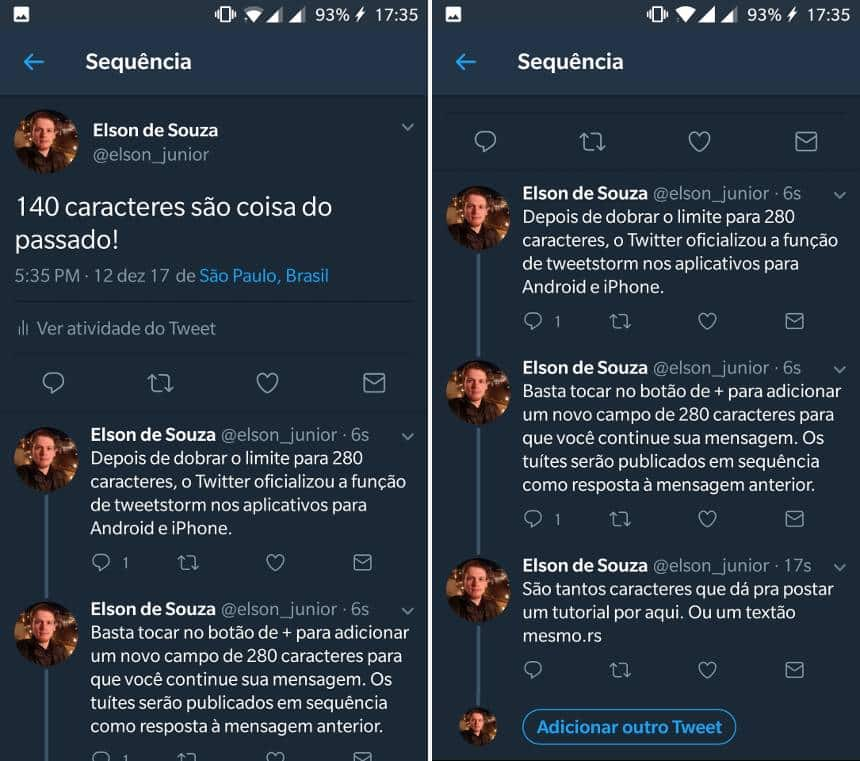 93% 17:35
Sequência
Elson de Souza
@elson_junior
140 caracteres são coisa do
passado!
5:35 PM · 12 dez 17 de São Paulo, Brasil
Ver atividade do Tweet
Elson de Souza @elson_junior · 6s
Depois de dobrar o limite para 280
caracteres, o Twitter oficializou a função
de tweetstorm nos aplicativos para
Android e iPhone.
1
Elson de Souza @elson_junior · 6s
Basta tocar no botão de + para adicionar
um novo campo de 280 caracteres para
que você continue sua mensagem. Os
tuítes serão publicados em sequência
como resposta à mensagem anterior.
1
93% 17:35
Sequência
Elson de Souza @elson_junior · 6s
Depois de dobrar o limite para 280
caracteres, o Twitter oficializou a função
de tweetstorm nos aplicativos para
Android e iPhone.
1
Elson de Souza @elson_junior · 6s
Basta tocar no botão de + para adicionar
um novo campo de 280 caracteres para
que você continue sua mensagem. Os
tuítes serão publicados em sequência
como resposta à mensagem anterior.
1
Elson de Souza @elson_junior · 17s
São tantos caracteres que dá pra postar
um tutorial por aqui. Ou um textão
mesmo.rs
Adicionar outro Tweet